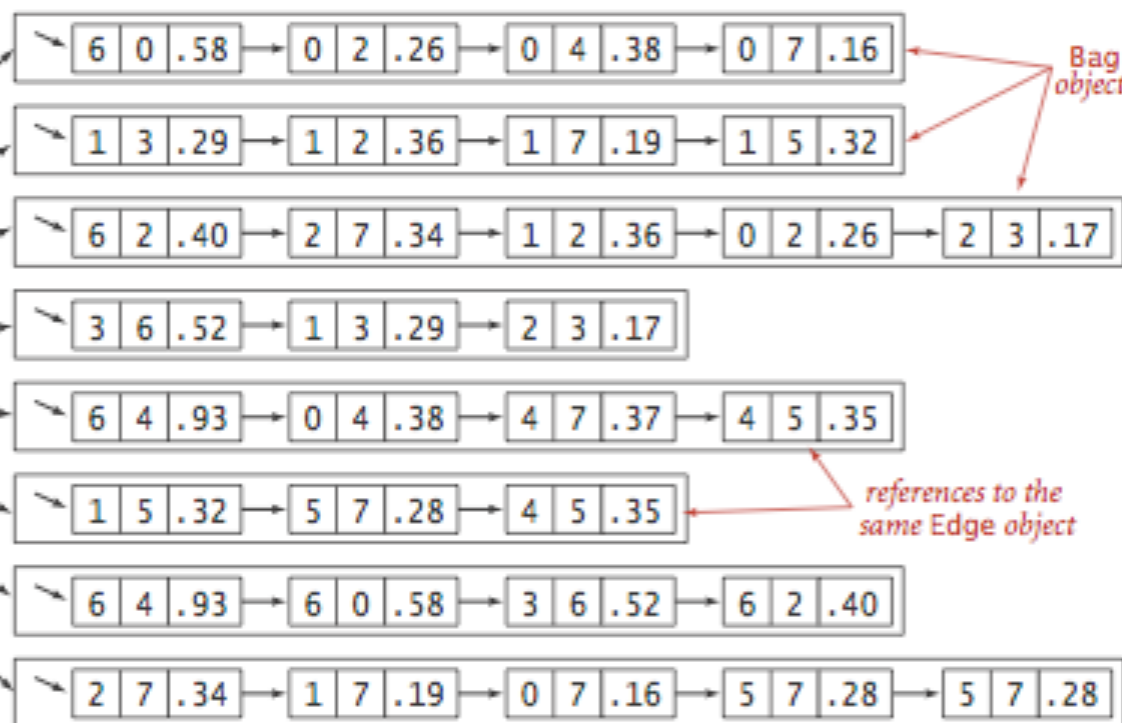 6 0 .58 0 2 .26 0 4 .38 0 7 .16
Bag
object
1 3 .29 1 2 .36 1 7 .19 1 5 .32
6 2 .40 2 7 .34 1 2 .36 0 2 .26 2 3 .17
3 6 .52 1 3 .29 2 3 .17
6 4 .93 0 4 .38 4 7 .37 4 5 .35
references to the
same Edge object
1 5 .32 5 7 .28 4 5 .35
6 4 .93 6 0 .58 3 6 .52 6 2 .40
2 7 .34 1 7 .19 0 7 .16 5 7 .28 5 7 .28